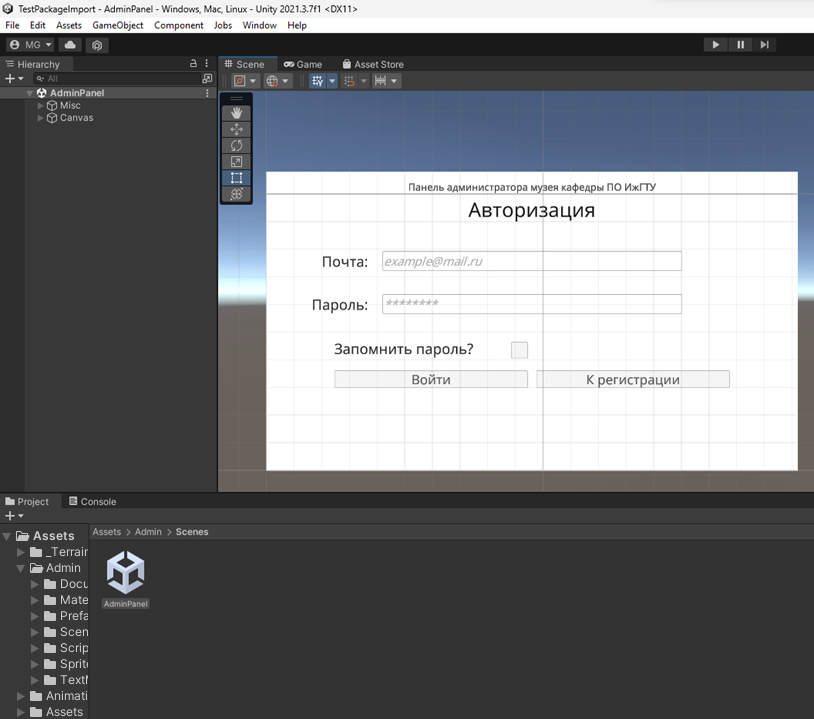 TestPackageImport - AdminPanel - Windows, Mac, Linux - Unity 2021.3.7f1 <DX11>
File Edit Assets GameObject Component Jobs Window Help
MG
Hierarchy
Scene Game Asset Store
All
AdminPanel
Misc
Canvas
Панель администратора музея кафедры ПО ИжГТУ
Авторизация
Почта: example@mail.ru
Пароль: ********
Запомнить пароль?
Войти К регистрации
Project Console
Assets
Assets > Admin > Scenes
_Terrain
Admin
Docu
Mate
Prefa
Scen
Scrip
Sprite
TextM
Animati
Assets
AdminPanel